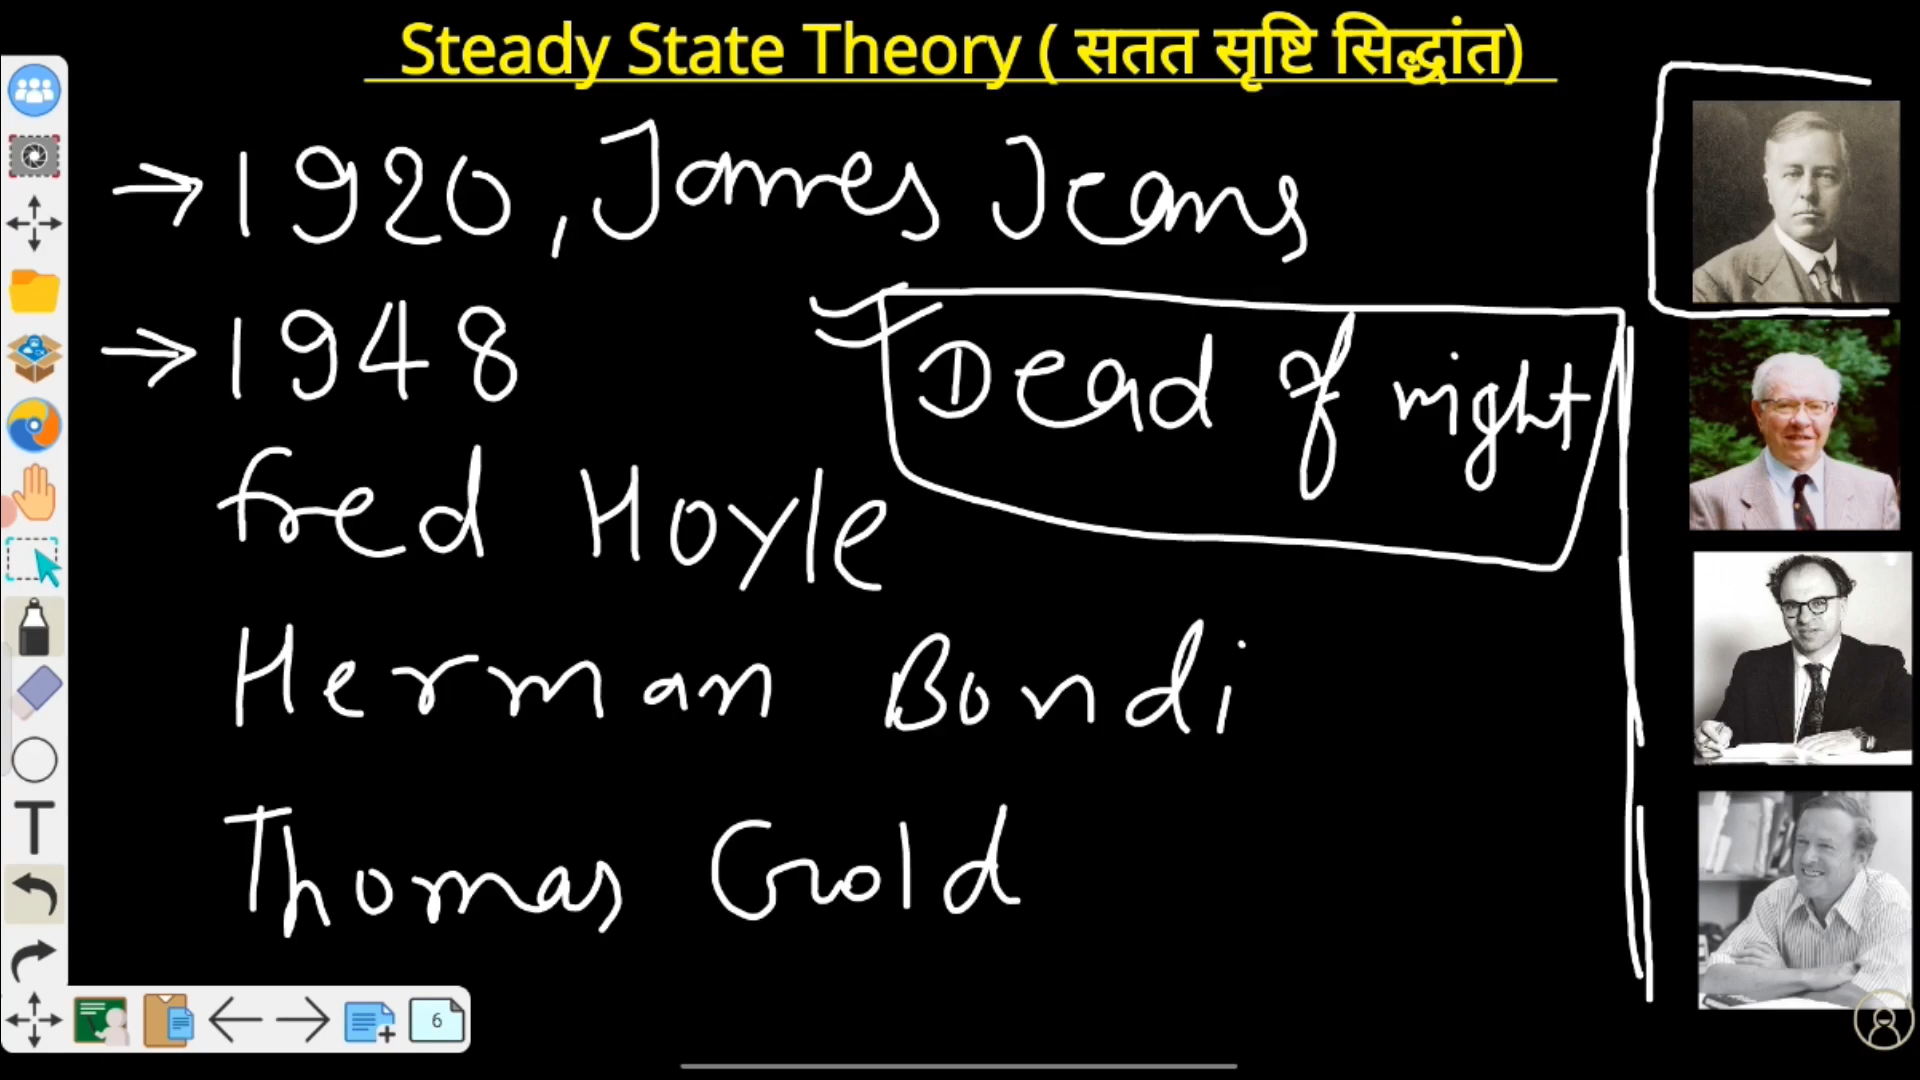 Steady State Theory ( सतत सृष्टि सिद्धांत)
→ 1920, James Jeans
→ 1948
Dead of night
fred Hoyle
Herman Bondi
Thomas Gold
T
6